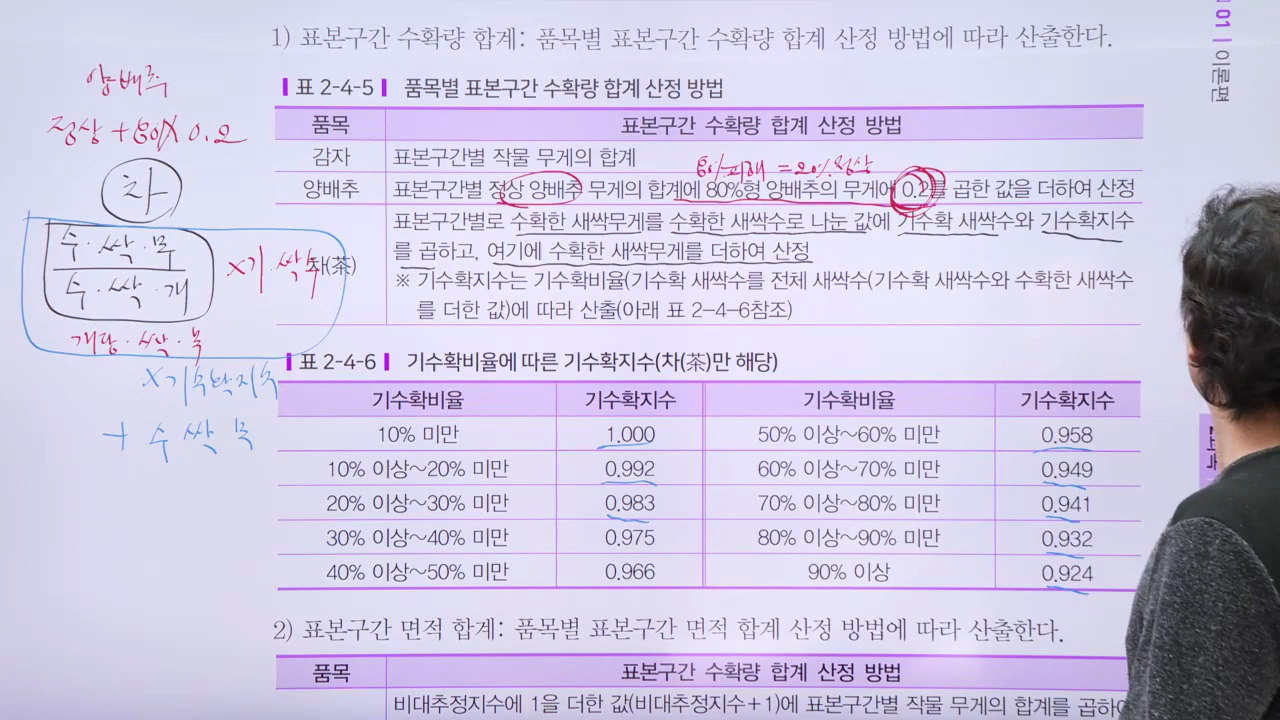 1) 표본구간 수확량 합계: 품목별 표본구간 수확량 합계 산정 방법에 따라 산출한다.
01 | 이론편
양배추
정상 + 80% X 0.2
차
수·싹·무
수·싹·개
X기·싹수
개당·싹·무
X기수확지수
+ 수 싹 무
표 2-4-5 품목별 표본구간 수확량 합계 산정 방법
품목 표본구간 수확량 합계 산정 방법
감자 표본구간별 작물 무게의 합계
80%피해 =20%정상
양배추 표본구간별 정상 양배추 무게의 합계에 80%형 양배추의 무게에 0.2를 곱한 값을 더하여 산정
차(茶) 표본구간별로 수확한 새싹무게를 수확한 새싹수로 나눈 값에 기수확 새싹수와 기수확지수
를 곱하고, 여기에 수확한 새싹무게를 더하여 산정
※ 기수확지수는 기수확비율(기수확 새싹수를 전체 새싹수(기수확 새싹수와 수확한 새싹수
를 더한 값)에 따라 산출(아래 표 2-4-6참조)
표 2-4-6 기수확비율에 따른 기수확지수(차(茶)만 해당)
기수확비율 기수확지수 기수확비율 기수확지수
10% 미만 1.000 50% 이상~60% 미만 0.958
10% 이상~20% 미만 0.992 60% 이상~70% 미만 0.949
20% 이상~30% 미만 0.983 70% 이상~80% 미만 0.941
30% 이상~40% 미만 0.975 80% 이상~90% 미만 0.932
40% 이상~50% 미만 0.966 90% 이상 0.924
2) 표본구간 면적 합계: 품목별 표본구간 면적 합계 산정 방법에 따라 산출한다.
품목 표본구간 수확량 합계 산정 방법
비대추정지수에 1을 더한 값(비대추정지수+1)에 표본구간별 작물 무게의 합계를 곱하